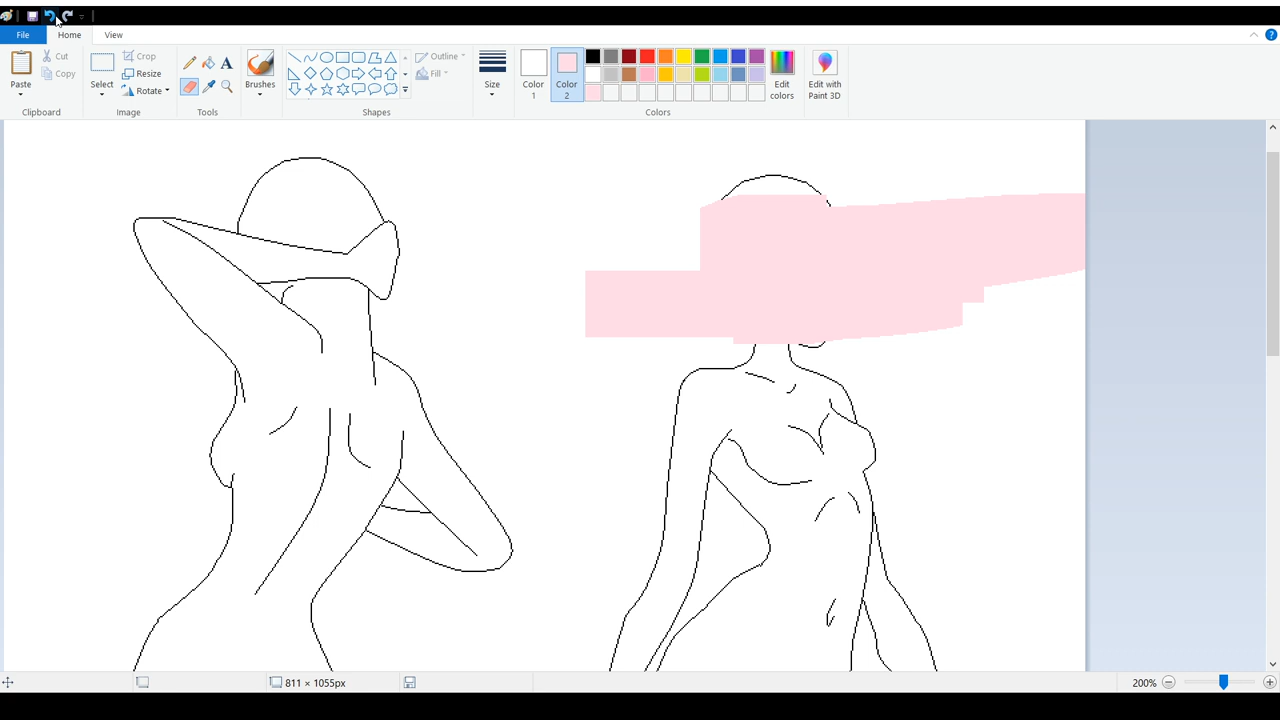 File Home View
Paste
Cut
Copy
Clipboard
Select
Crop
Resize
Rotate
Image
Tools
Brushes
Shapes
Outline
Fill
Size
Color 1
Color 2
Edit colors
Colors
Edit with Paint 3D
811 × 1055px
200%